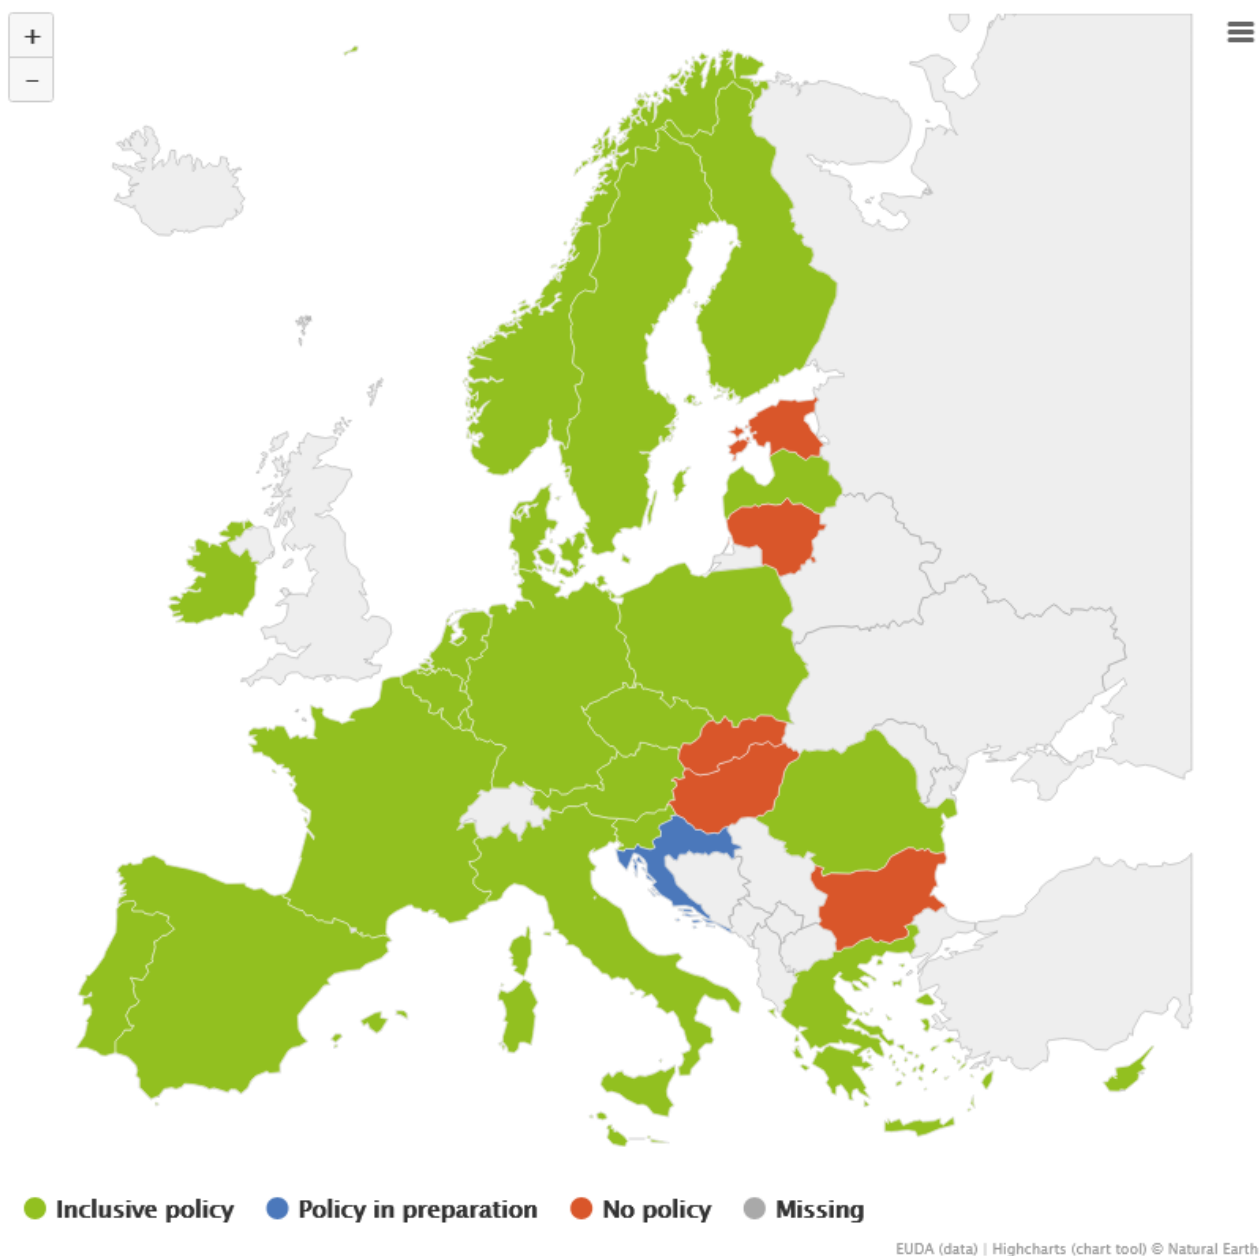 +
−
Inclusive policy Policy in preparation No policy Missing
EUDA (data) | Highcharts (chart tool) © Natural Earth